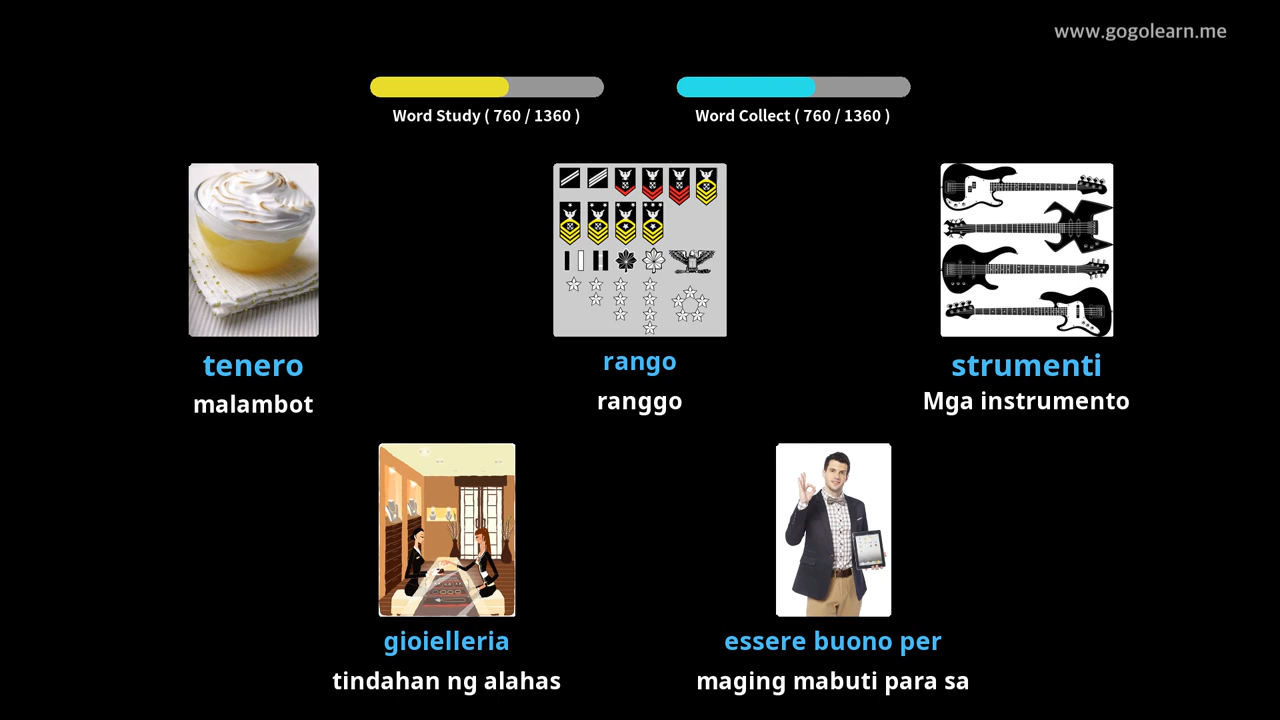 www.gogolearn.me
Word Study ( 760 / 1360 )
Word Collect ( 760 / 1360 )
tenero
malambot
rango
ranggo
strumenti
Mga instrumento
gioielleria
tindahan ng alahas
essere buono per
maging mabuti para sa